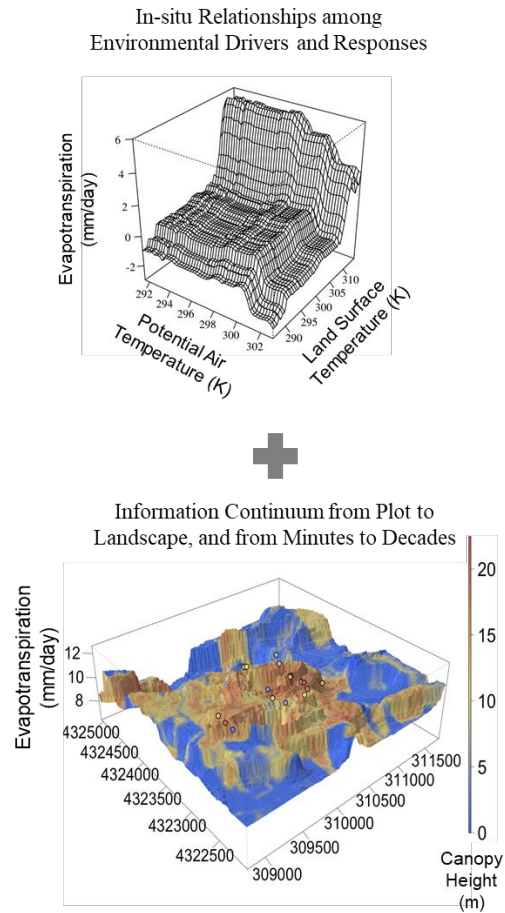 In-situ Relationships among
Environmental Drivers and Responses
Evapotranspiration
(mm/day)
6
4
2
0
-2
292
294
296
298
300
302
Potential Air
Temperature (K)
290
295
300
305
310
Land Surface
Temperature (K)
Information Continuum from Plot to
Landscape, and from Minutes to Decades
Evapotranspiration
(mm/day)
12
10
8
4325000
4324500
4324000
4323500
4323000
4322500
309000
309500
310000
310500
311000
311500
20
15
10
5
0
Canopy
Height
(m)